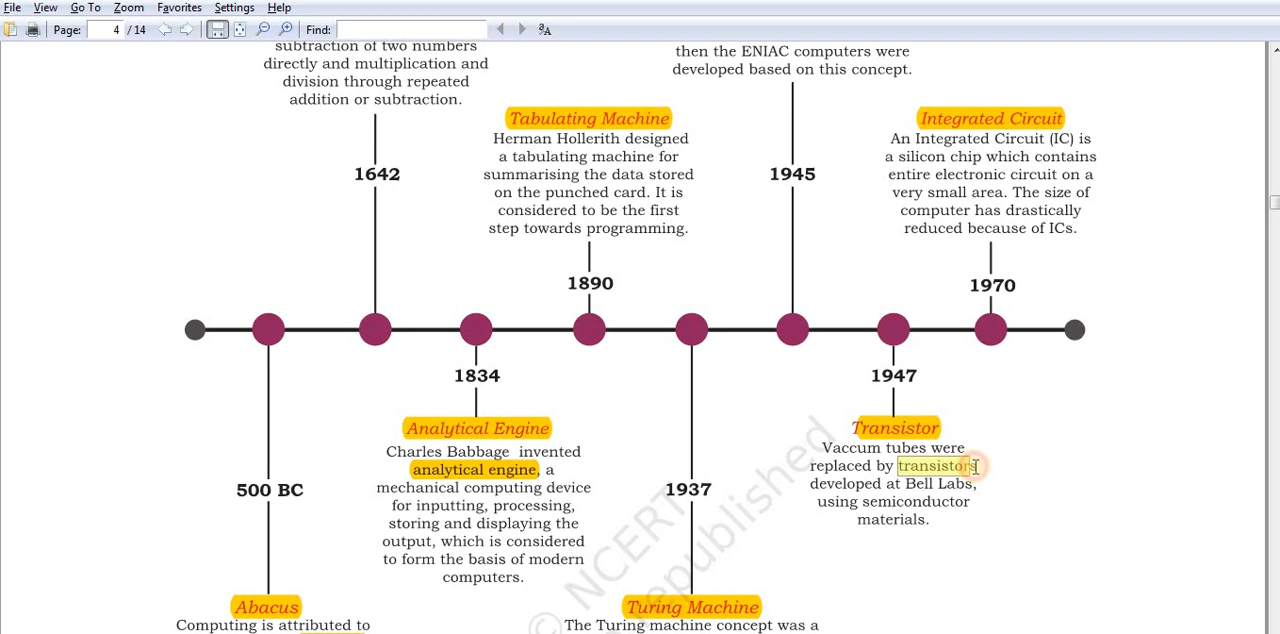 File View Go To Zoom Favorites Settings Help
Page: 4 / 14 Find:
subtraction of two numbers
directly and multiplication and
division through repeated
addition or subtraction.
1642
Tabulating Machine
Herman Hollerith designed
a tabulating machine for
summarising the data stored
on the punched card. It is
considered to be the first
step towards programming.
1890
then the ENIAC computers were
developed based on this concept.
1945
Integrated Circuit
An Integrated Circuit (IC) is
a silicon chip which contains
entire electronic circuit on a
very small area. The size of
computer has drastically
reduced because of ICs.
1970
500 BC
Abacus
Computing is attributed to
1834
Analytical Engine
Charles Babbage invented
analytical engine, a
mechanical computing device
for inputting, processing,
storing and displaying the
output, which is considered
to form the basis of modern
computers.
1937
Turing Machine
The Turing machine concept was a
1947
Transistor
Vaccum tubes were
replaced by transistors
developed at Bell Labs,
using semiconductor
materials.
© NCERT
republished